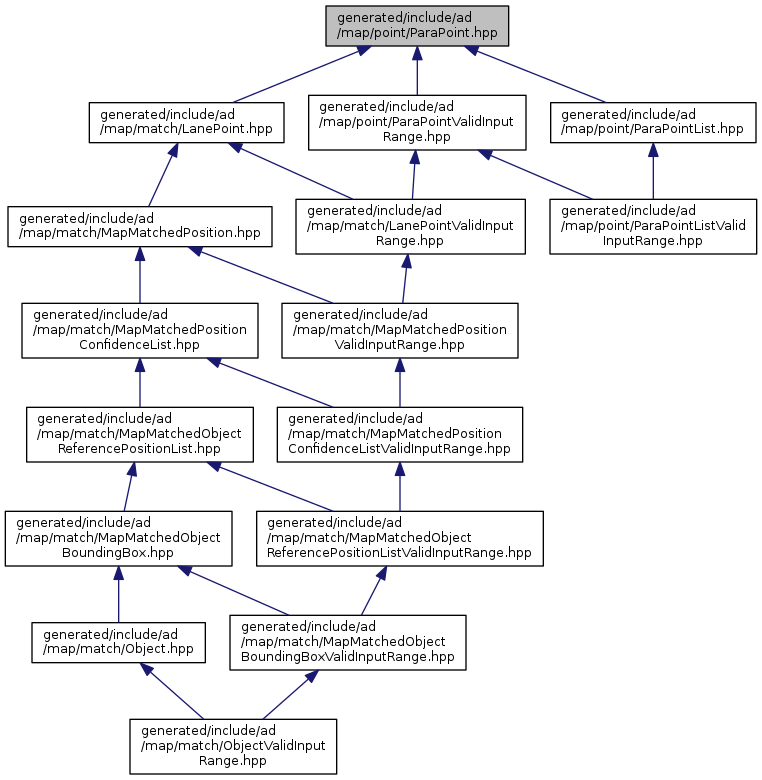 generated/include/ad
/map/point/ParaPoint.hpp
generated/include/ad
/map/match/LanePoint.hpp
generated/include/ad
/map/point/ParaPointValidInput
Range.hpp
generated/include/ad
/map/point/ParaPointList.hpp
generated/include/ad
/map/match/MapMatchedPosition.hpp
generated/include/ad
/map/match/LanePointValidInput
Range.hpp
generated/include/ad
/map/point/ParaPointListValid
InputRange.hpp
generated/include/ad
/map/match/MapMatchedPosition
ConfidenceList.hpp
generated/include/ad
/map/match/MapMatchedPosition
ValidInputRange.hpp
generated/include/ad
/map/match/MapMatchedObject
ReferencePositionList.hpp
generated/include/ad
/map/match/MapMatchedPosition
ConfidenceListValidInputRange.hpp
generated/include/ad
/map/match/MapMatchedObject
BoundingBox.hpp
generated/include/ad
/map/match/MapMatchedObject
ReferencePositionListValidInputRange.hpp
generated/include/ad
/map/match/Object.hpp
generated/include/ad
/map/match/MapMatchedObject
BoundingBoxValidInputRange.hpp
generated/include/ad
/map/match/ObjectValidInput
Range.hpp